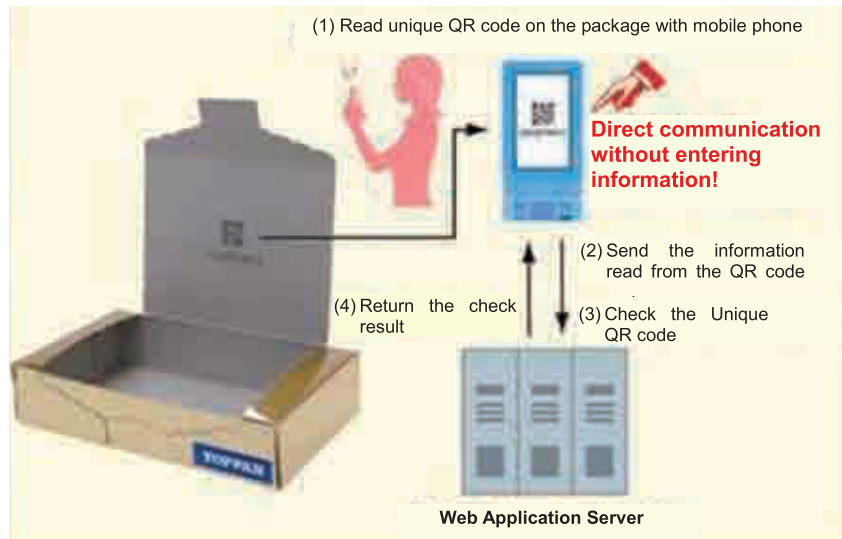 (1) Read unique QR code on the package with mobile phone
Direct communication
without entering
information!
(2) Send the information
read from the QR code
(4) Return the check
result
(3) Check the Unique
QR code
TOPPAN
Web Application Server